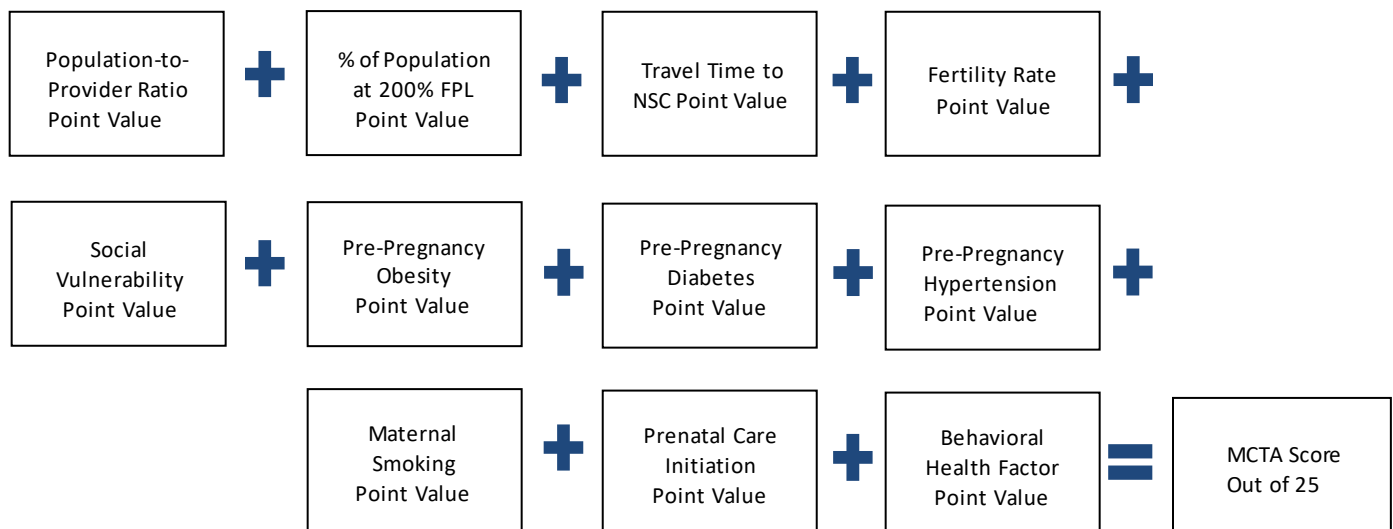 Population-to-
Provider Ratio
Point Value
% of Population
at 200% FPL
Point Value
Travel Time to
NSC Point Value
Fertility Rate
Point Value
Social
Vulnerability
Point Value
Pre-Pregnancy
Obesity
Point Value
Pre-Pregnancy
Diabetes
Point Value
Pre-Pregnancy
Hypertension
Point Value
Maternal
Smoking
Point Value
Prenatal Care
Initiation
Point Value
Behavioral
Health Factor
Point Value
MCTA Score
Out of 25